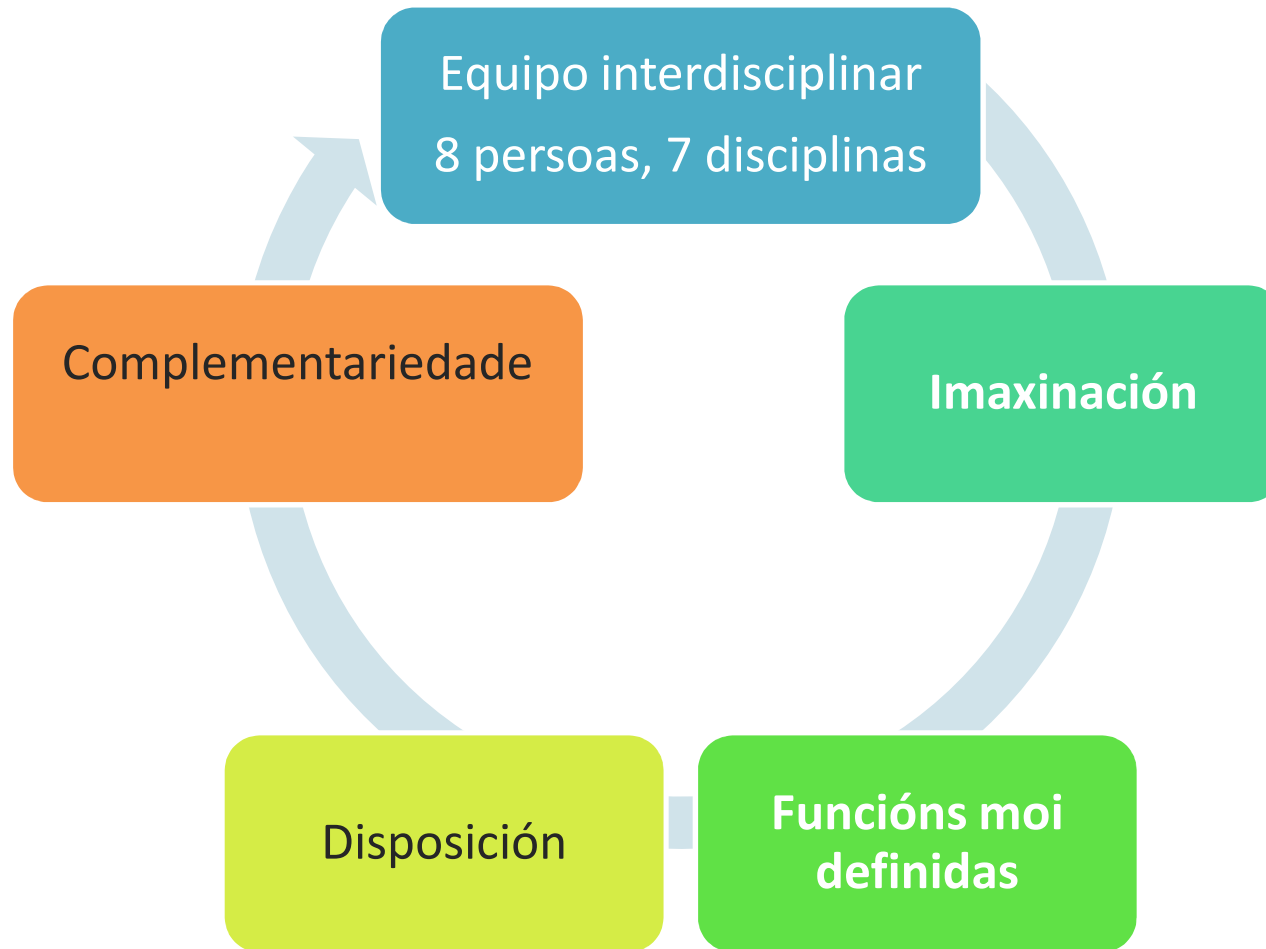 Equipo interdisciplinar
8 persoas, 7 disciplinas
Imaxinación
Funcións moi
definidas
Disposición
Complementariedade